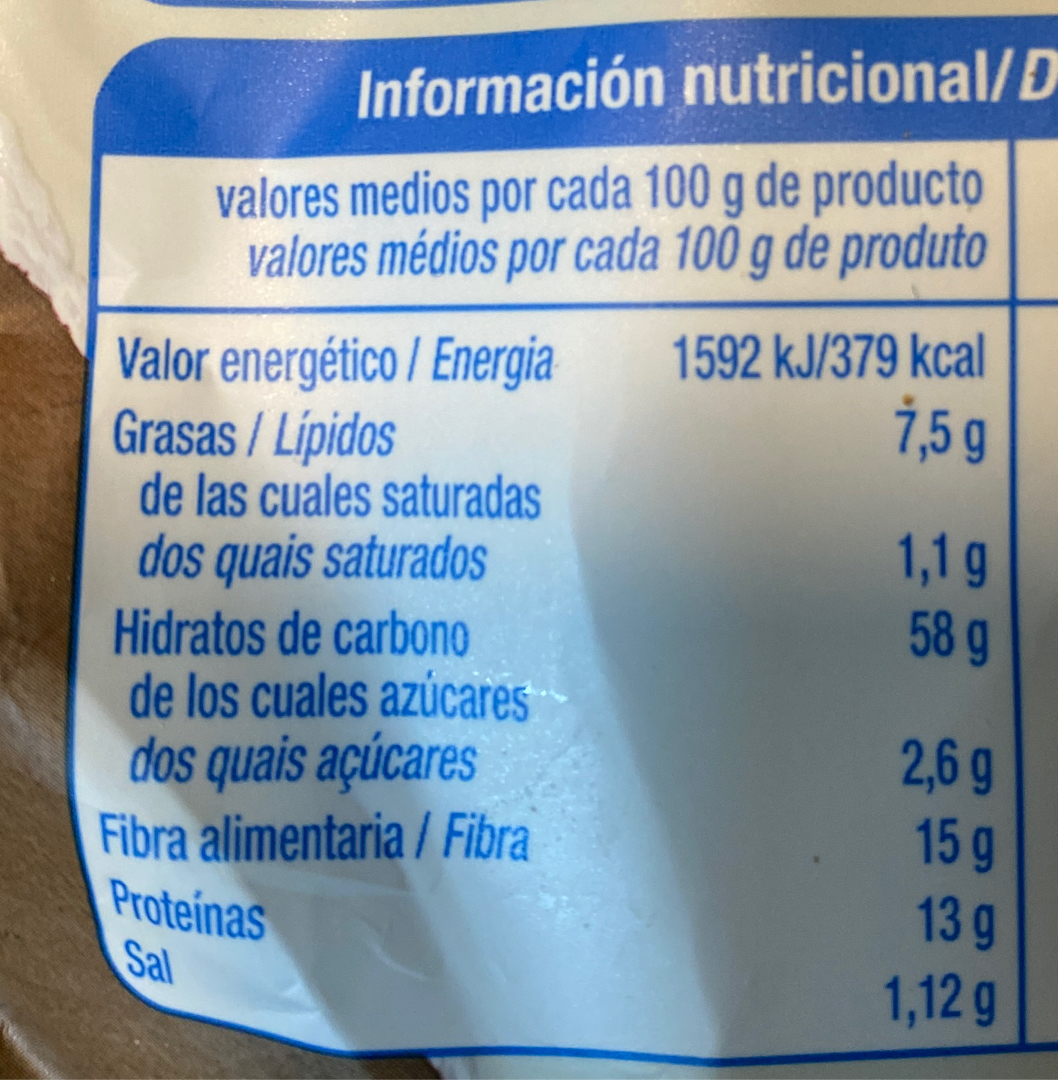 Información nutricional/D
valores medios por cada 100 g de producto
valores médios por cada 100 g de produto
Valor energético / Energia 1592 kJ/379 kcal
Grasas / Lípidos 7,5 g
de las cuales saturadas
dos quais saturados 1,1 g
Hidratos de carbono 58 g
de los cuales azúcares
dos quais açúcares 2,6 g
Fibra alimentaria / Fibra 15 g
Proteínas 13 g
Sal 1,12 g